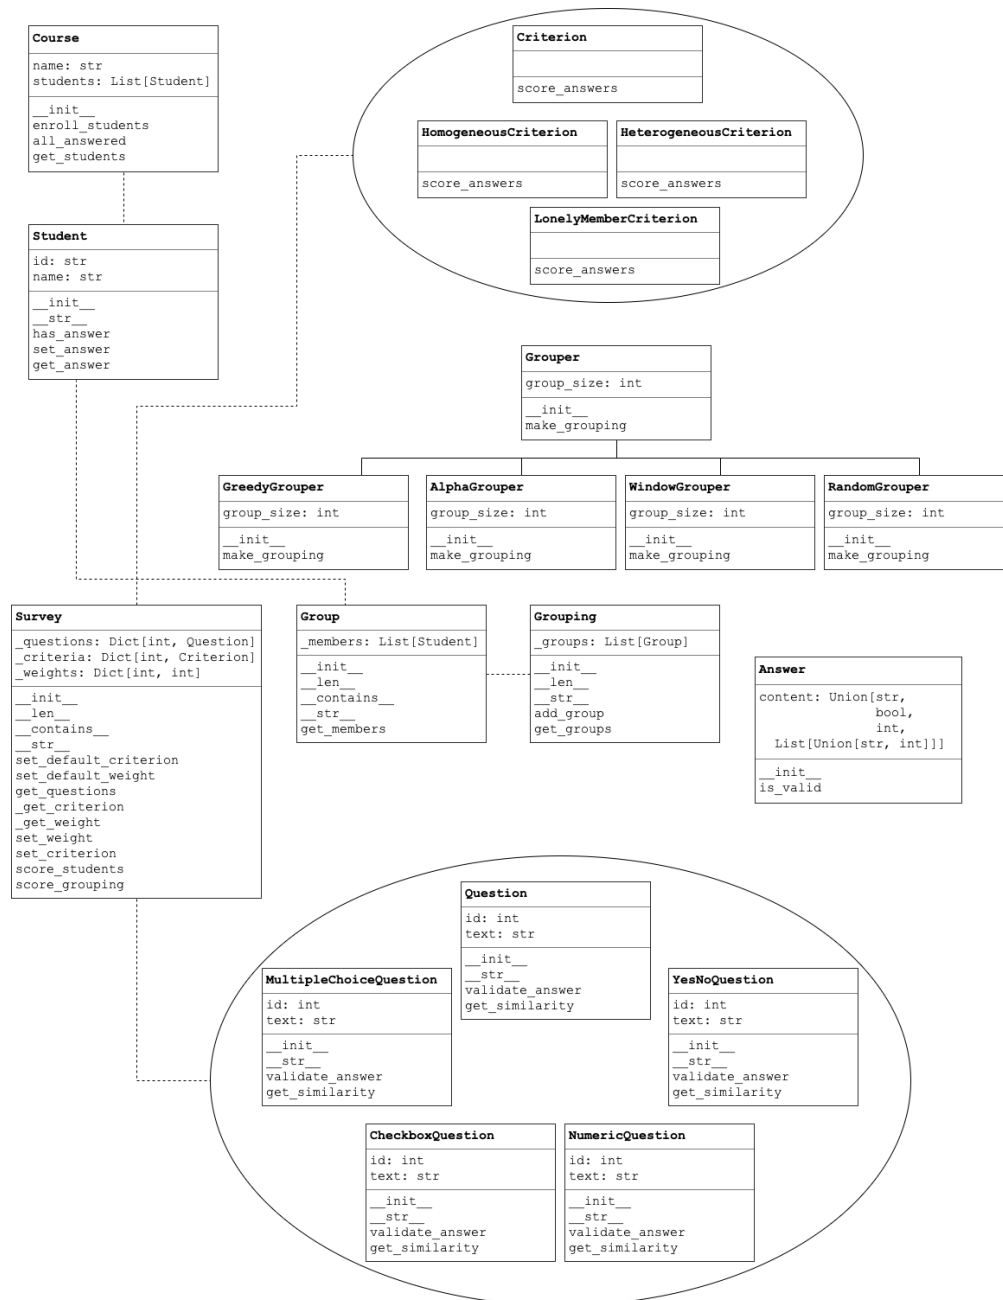 Course
name: str
students: List[Student]
__init__
enroll_students
all_answered
get_students
Criterion
score_answers
HomogeneousCriterion
score_answers
HeterogeneousCriterion
score_answers
LonelyMemberCriterion
score_answers
Student
id: str
name: str
__init__
__str__
has_answer
set_answer
get_answer
Grouper
group_size: int
__init__
make_grouping
GreedyGrouper
group_size: int
__init__
make_grouping
AlphaGrouper
group_size: int
__init__
make_grouping
WindowGrouper
group_size: int
__init__
make_grouping
RandomGrouper
group_size: int
__init__
make_grouping
Survey
_questions: Dict[int, Question]
_criteria: Dict[int, Criterion]
_weights: Dict[int, int]
__init__
__len__
__contains__
__str__
set_default_criterion
set_default_weight
get_questions
_get_criterion
_get_weight
set_weight
set_criterion
score_students
score_grouping
Group
_members: List[Student]
__init__
__len__
__contains__
__str__
get_members
Grouping
_groups: List[Group]
__init__
__len__
__str__
add_group
get_groups
Answer
content: Union[str,
bool,
int,
List[Union[str, int]]]
__init__
is_valid
Question
id: int
text: str
__init__
__str__
validate_answer
get_similarity
MultipleChoiceQuestion
id: int
text: str
__init__
__str__
validate_answer
get_similarity
YesNoQuestion
id: int
text: str
__init__
__str__
validate_answer
get_similarity
CheckboxQuestion
id: int
text: str
__init__
__str__
validate_answer
get_similarity
NumericQuestion
id: int
text: str
__init__
__str__
validate_answer
get_similarity